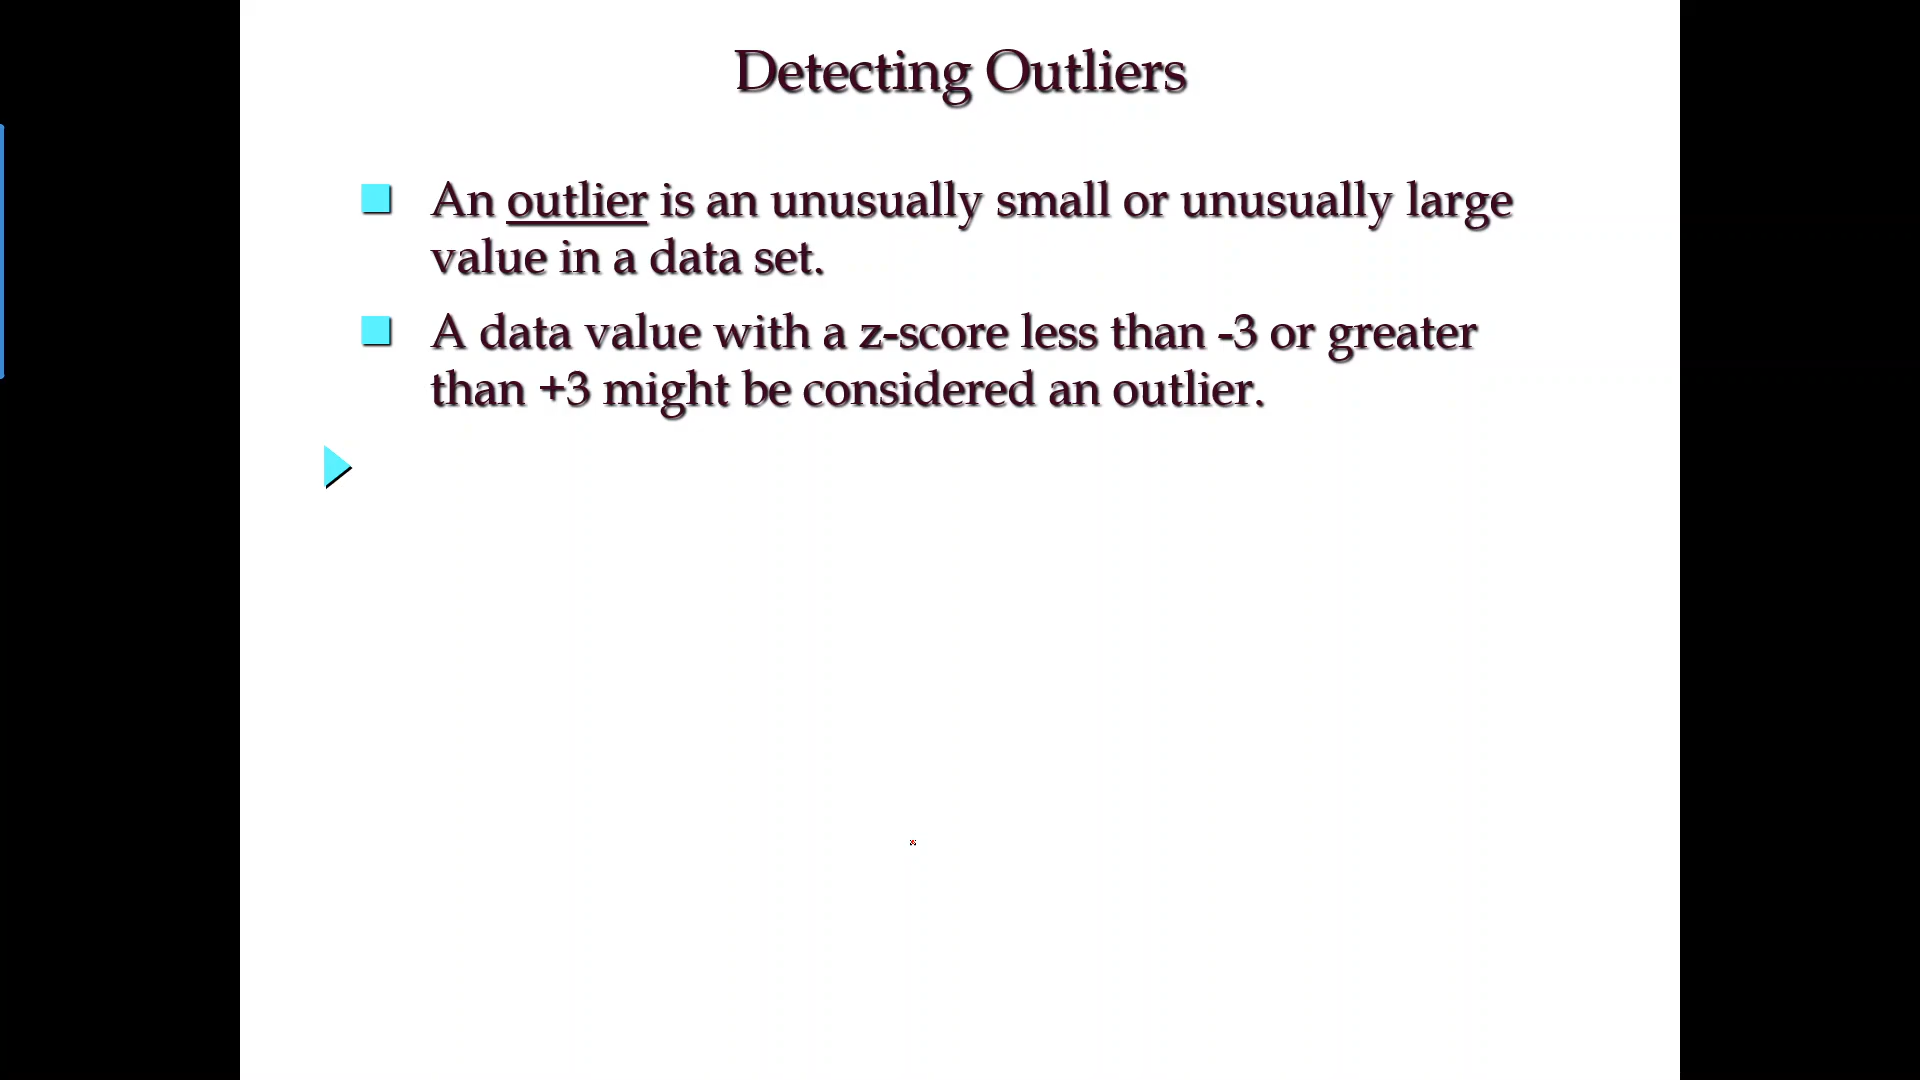 Detecting Outliers
An outlier is an unusually small or unusually large
value in a data set.
A data value with a z-score less than -3 or greater
than +3 might be considered an outlier.